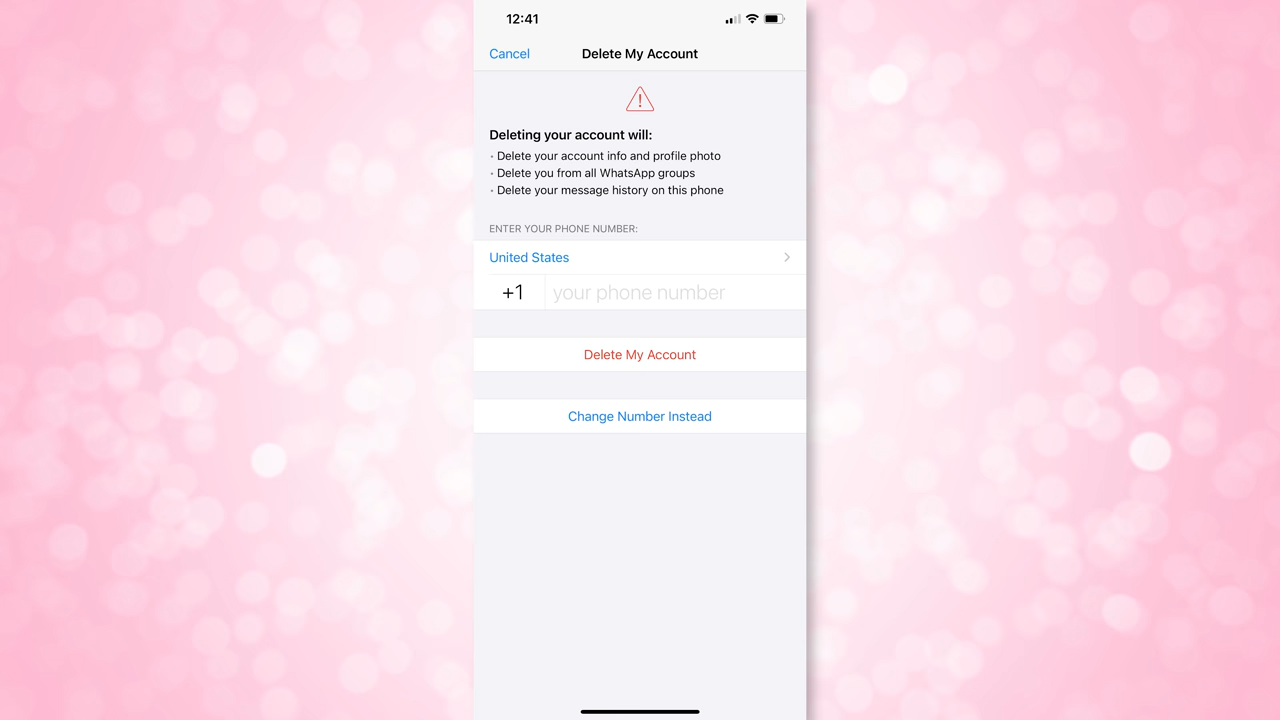 12:41
Cancel
Delete My Account
Deleting your account will:
· Delete your account info and profile photo
· Delete you from all WhatsApp groups
· Delete your message history on this phone
ENTER YOUR PHONE NUMBER:
United States
+1 your phone number
Delete My Account
Change Number Instead